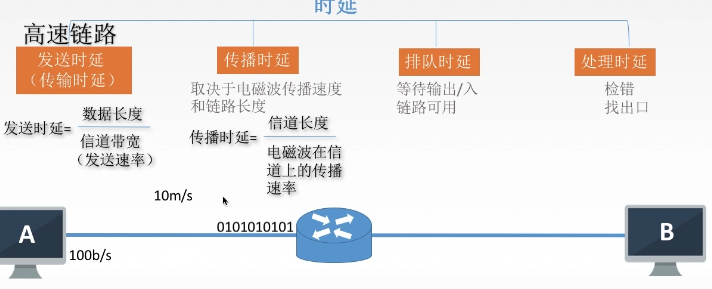 时延
高速链路
发送时延
（传输时延）
传播时延
排队时延
处理时延
取决于电磁波传播速度
和链路长度
等待输出/入
链路可用
检错
找出口
发送时延=
数据长度
信道带宽
（发送速率）
传播时延=
信道长度
电磁波在信
道上的传播
速率
10m/s
0101010101
A
B
100b/s